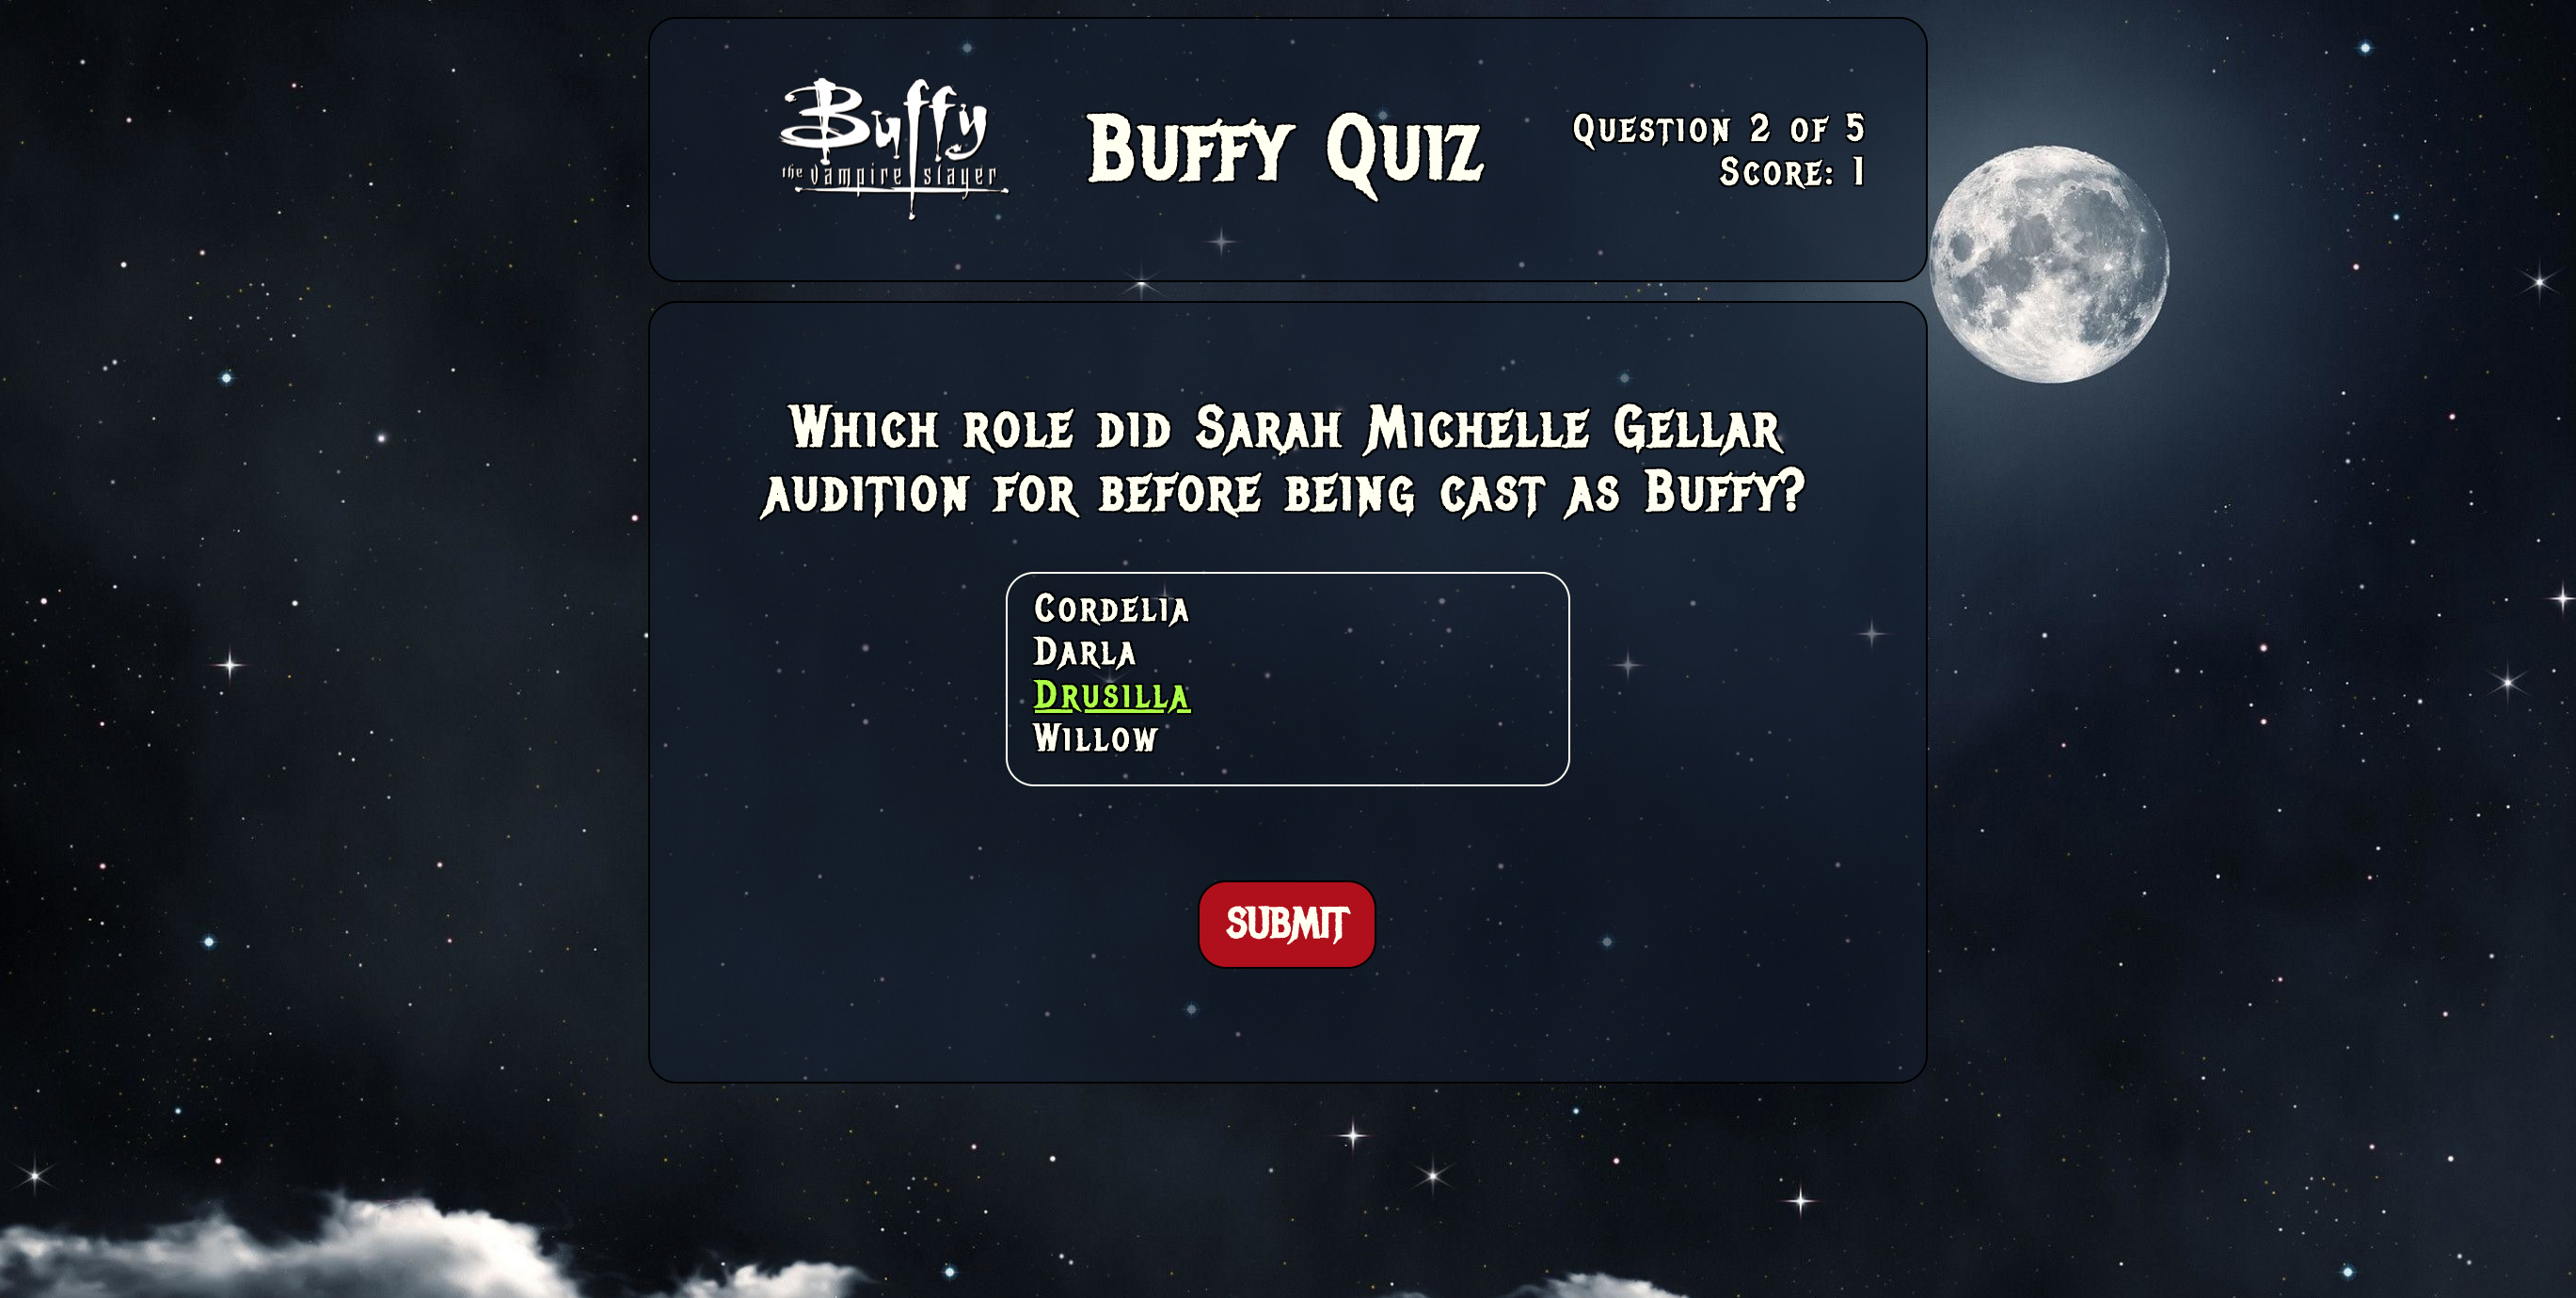 Buffy
the vampire slayer
Buffy Quiz
Question 2 of 5
Score: 1
Which role did Sarah Michelle Gellar
audition for before being cast as Buffy?
Cordelia
Darla
Drusilla
Willow
SUBMIT